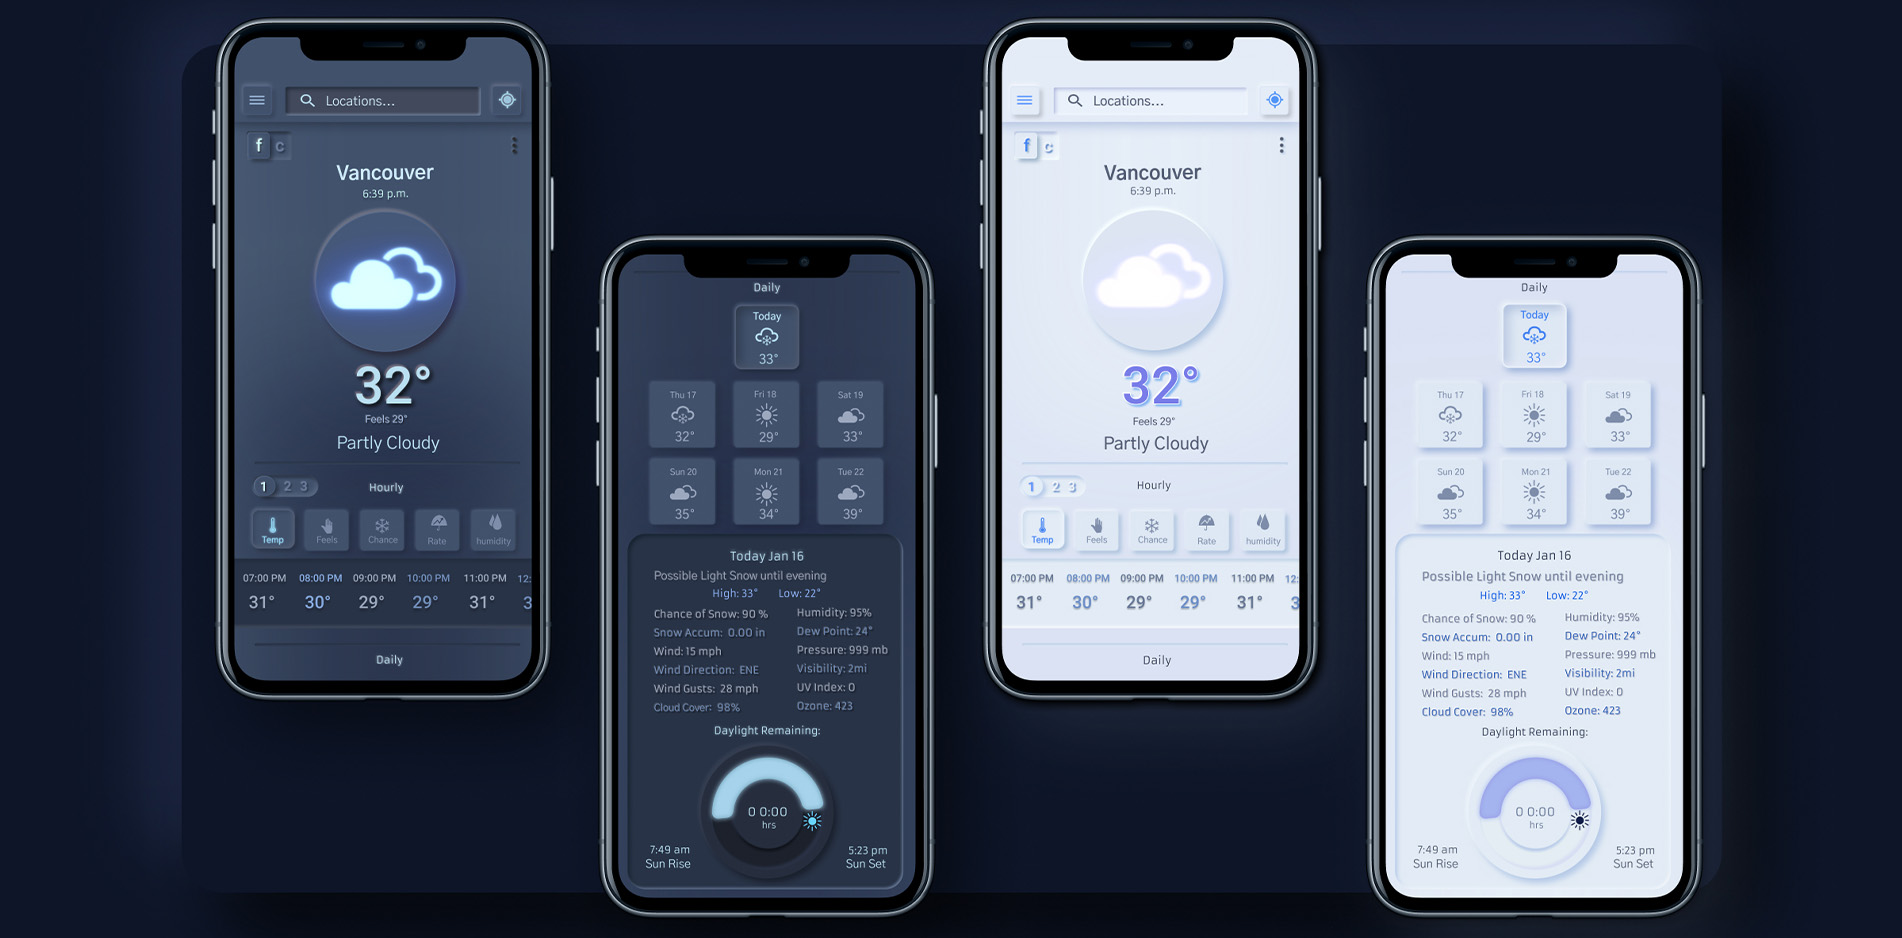 Locations...
f c
Vancouver
6:39 p.m.
32°
Feels 29°
Partly Cloudy
1 2 3 Hourly
Temp Feels Chance Rate humidity
07:00 PM 08:00 PM 09:00 PM 10:00 PM 11:00 PM 12:
31° 30° 29° 29° 31° 3
Daily
Daily
Today
33°
Thu 17 Fri 18 Sat 19
32° 29° 33°
Sun 20 Mon 21 Tue 22
35° 34° 39°
Today Jan 16
Possible Light Snow until evening
High: 33° Low: 22°
Chance of Snow: 90 % Humidity: 95%
Snow Accum: 0.00 in Dew Point: 24°
Wind: 15 mph Pressure: 999 mb
Wind Direction: ENE Visibility: 2mi
Wind Gusts: 28 mph UV Index: 0
Cloud Cover: 98% Ozone: 423
Daylight Remaining:
0 0:00
hrs
7:49 am 5:23 pm
Sun Rise Sun Set
Locations...
f c
Vancouver
6:39 p.m.
32°
Feels 29°
Partly Cloudy
1 2 3 Hourly
Temp Feels Chance Rate humidity
07:00 PM 08:00 PM 09:00 PM 10:00 PM 11:00 PM 12:
31° 30° 29° 29° 31° 3
Daily
Daily
Today
33°
Thu 17 Fri 18 Sat 19
32° 29° 33°
Sun 20 Mon 21 Tue 22
35° 34° 39°
Today Jan 16
Possible Light Snow until evening
High: 33° Low: 22°
Chance of Snow: 90 % Humidity: 95%
Snow Accum: 0.00 in Dew Point: 24°
Wind: 15 mph Pressure: 999 mb
Wind Direction: ENE Visibility: 2mi
Wind Gusts: 28 mph UV Index: 0
Cloud Cover: 98% Ozone: 423
Daylight Remaining:
0 0:00
hrs
7:49 am 5:23 pm
Sun Rise Sun Set